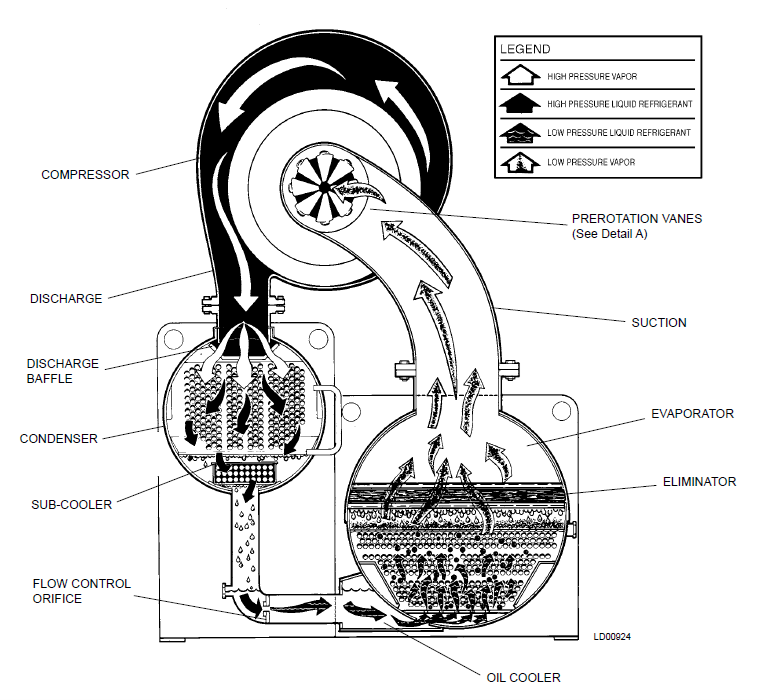 LEGEND
HIGH PRESSURE VAPOR
HIGH PRESSURE LIQUID REFRIGERANT
LOW PRESSURE LIQUID REFRIGERANT
LOW PRESSURE VAPOR
COMPRESSOR
PREROTATION VANES
(See Detail A)
DISCHARGE
SUCTION
DISCHARGE
BAFFLE
EVAPORATOR
CONDENSER
ELIMINATOR
SUB-COOLER
FLOW CONTROL
ORIFICE
LD00924
OIL COOLER